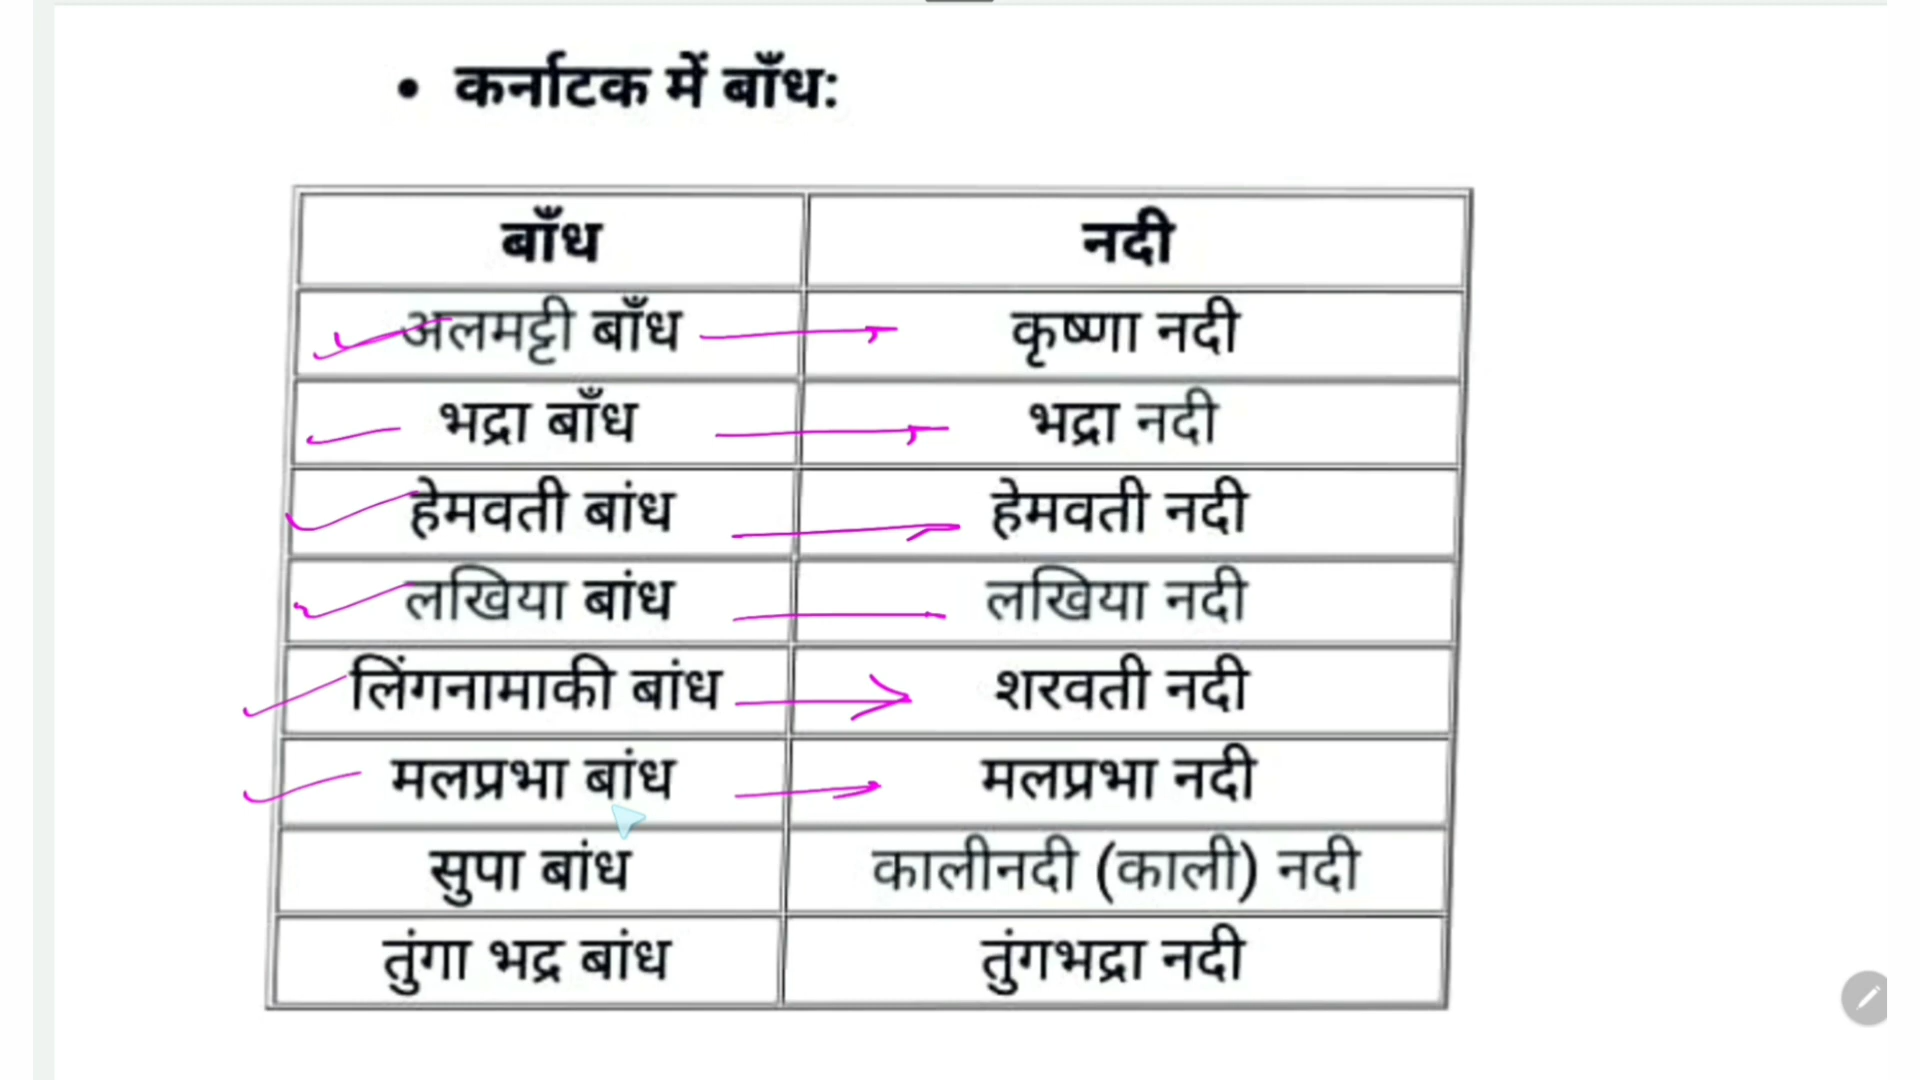 • कर्नाटक में बाँध:
बाँध नदी
अलमट्टी बाँध कृष्णा नदी
भद्रा बाँध भद्रा नदी
हेमवती बांध हेमवती नदी
लखिया बांध लखिया नदी
लिंगनामाकी बांध शरवती नदी
मलप्रभा बांध मलप्रभा नदी
सुपा बांध कालीनदी (काली) नदी
तुंगा भद्र बांध तुंगभद्रा नदी